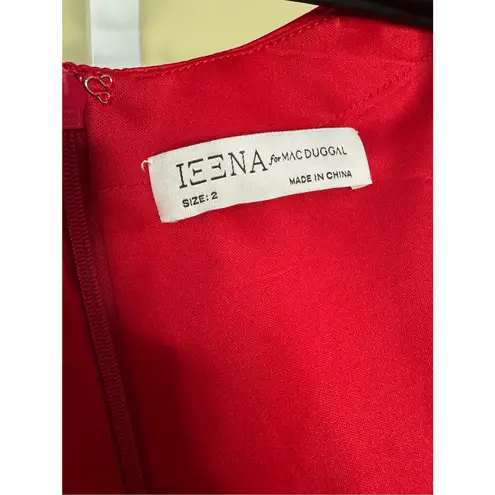 IEENA for MAC DUGGAL
SIZE: 2
MADE IN CHINA